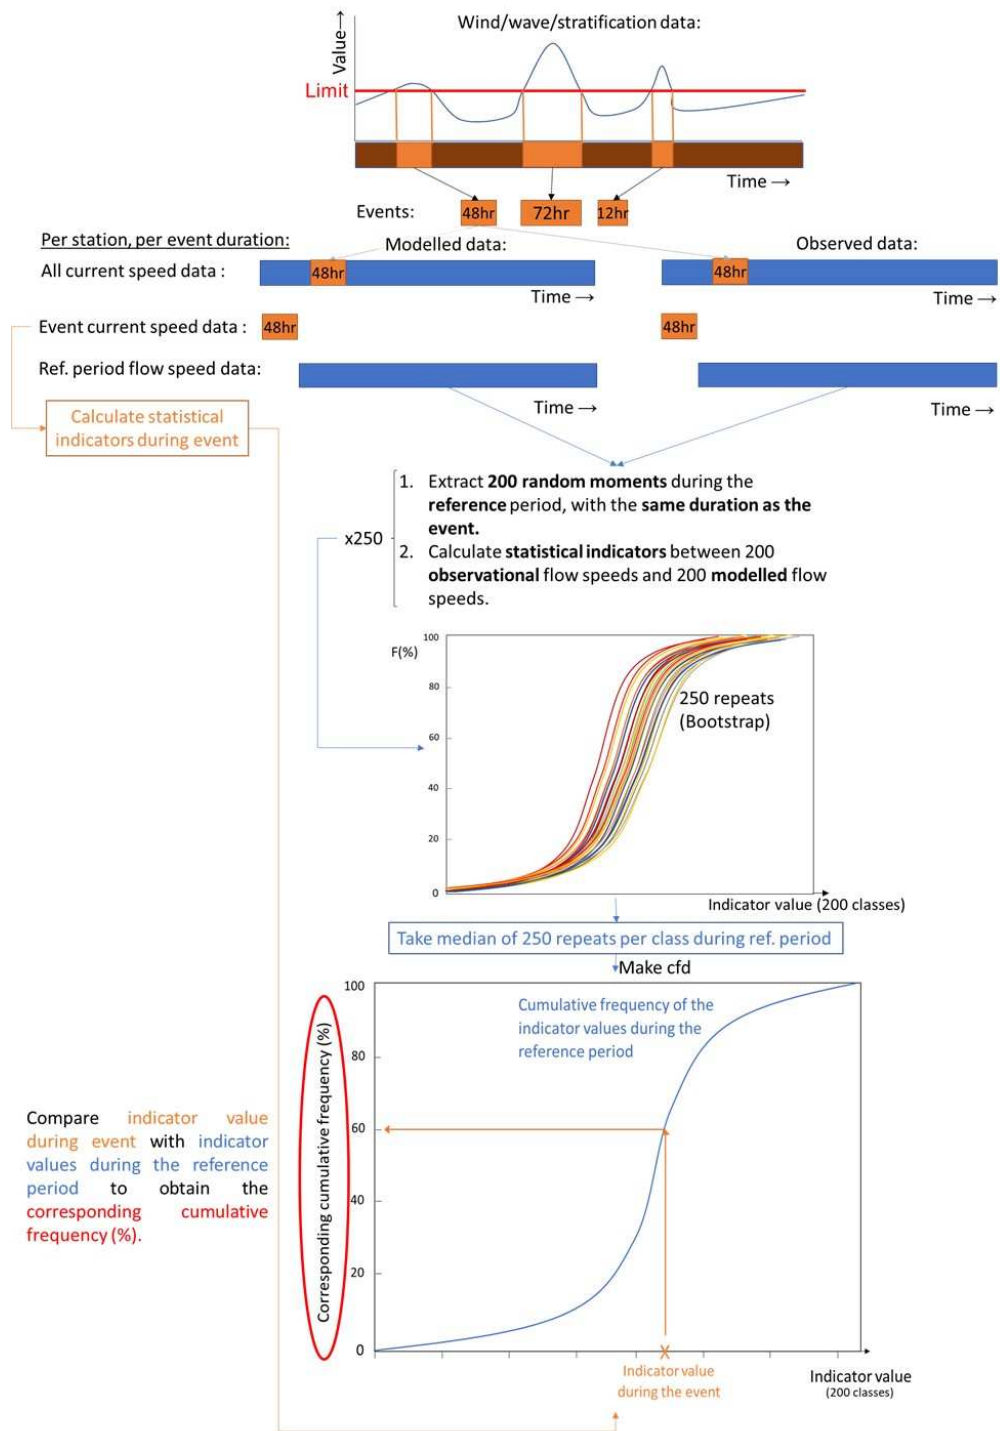 Wind/wave/stratification data:
Value→
Limit
Time →
Events:
48hr
72hr
12hr
Per station, per event duration:
Modelled data:
Observed data:
All current speed data :
48hr
48hr
Time →
Time →
Event current speed data :
48hr
48hr
Ref. period flow speed data:
Time →
Time →
Calculate statistical
indicators during event
x250
1. Extract 200 random moments during the
reference period, with the same duration as the
event.
2. Calculate statistical indicators between 200
observational flow speeds and 200 modelled flow
speeds.
F(%)
100
80
60
40
20
0
250 repeats
(Bootstrap)
Indicator value (200 classes)
Take median of 250 repeats per class during ref. period
Make cfd
Corresponding cumulative frequency (%)
100
80
60
40
20
0
Cumulative frequency of the
indicator values during the
reference period
Compare indicator value
during event with indicator
values during the reference
period to obtain the
corresponding cumulative
frequency (%).
Indicator value
during the event
Indicator value
(200 classes)